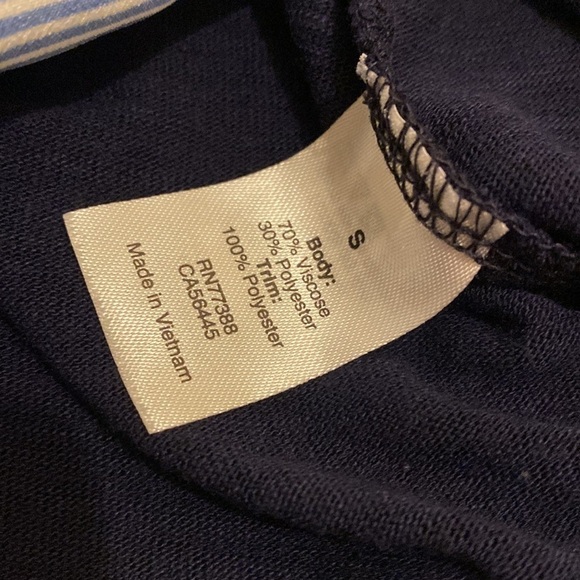 S
Body:
70% Viscose
30% Polyester
Trim:
100% Polyester
RN77388
CA56445
Made in Vietnam